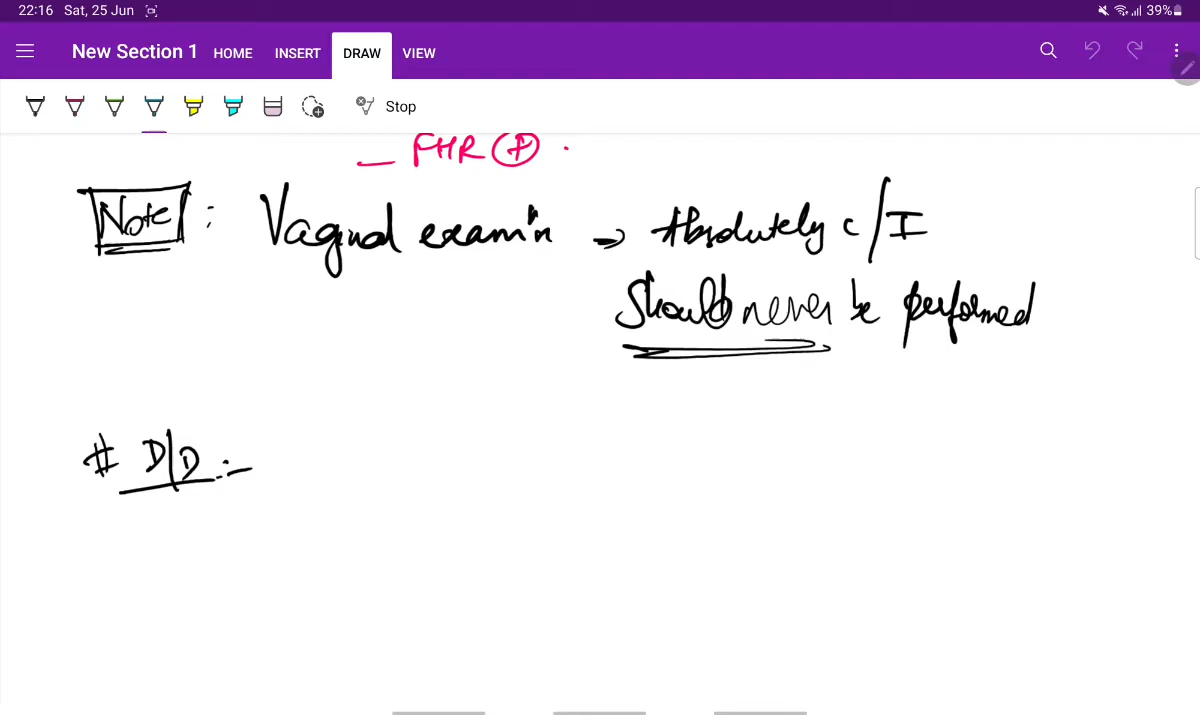 22:16 Sat, 25 Jun 39%
New Section 1 HOME INSERT DRAW VIEW
Stop
— FHR (+) .
Note : Vaginal exam'n → Absolutely c/I
Should never be performed
# D/D :-